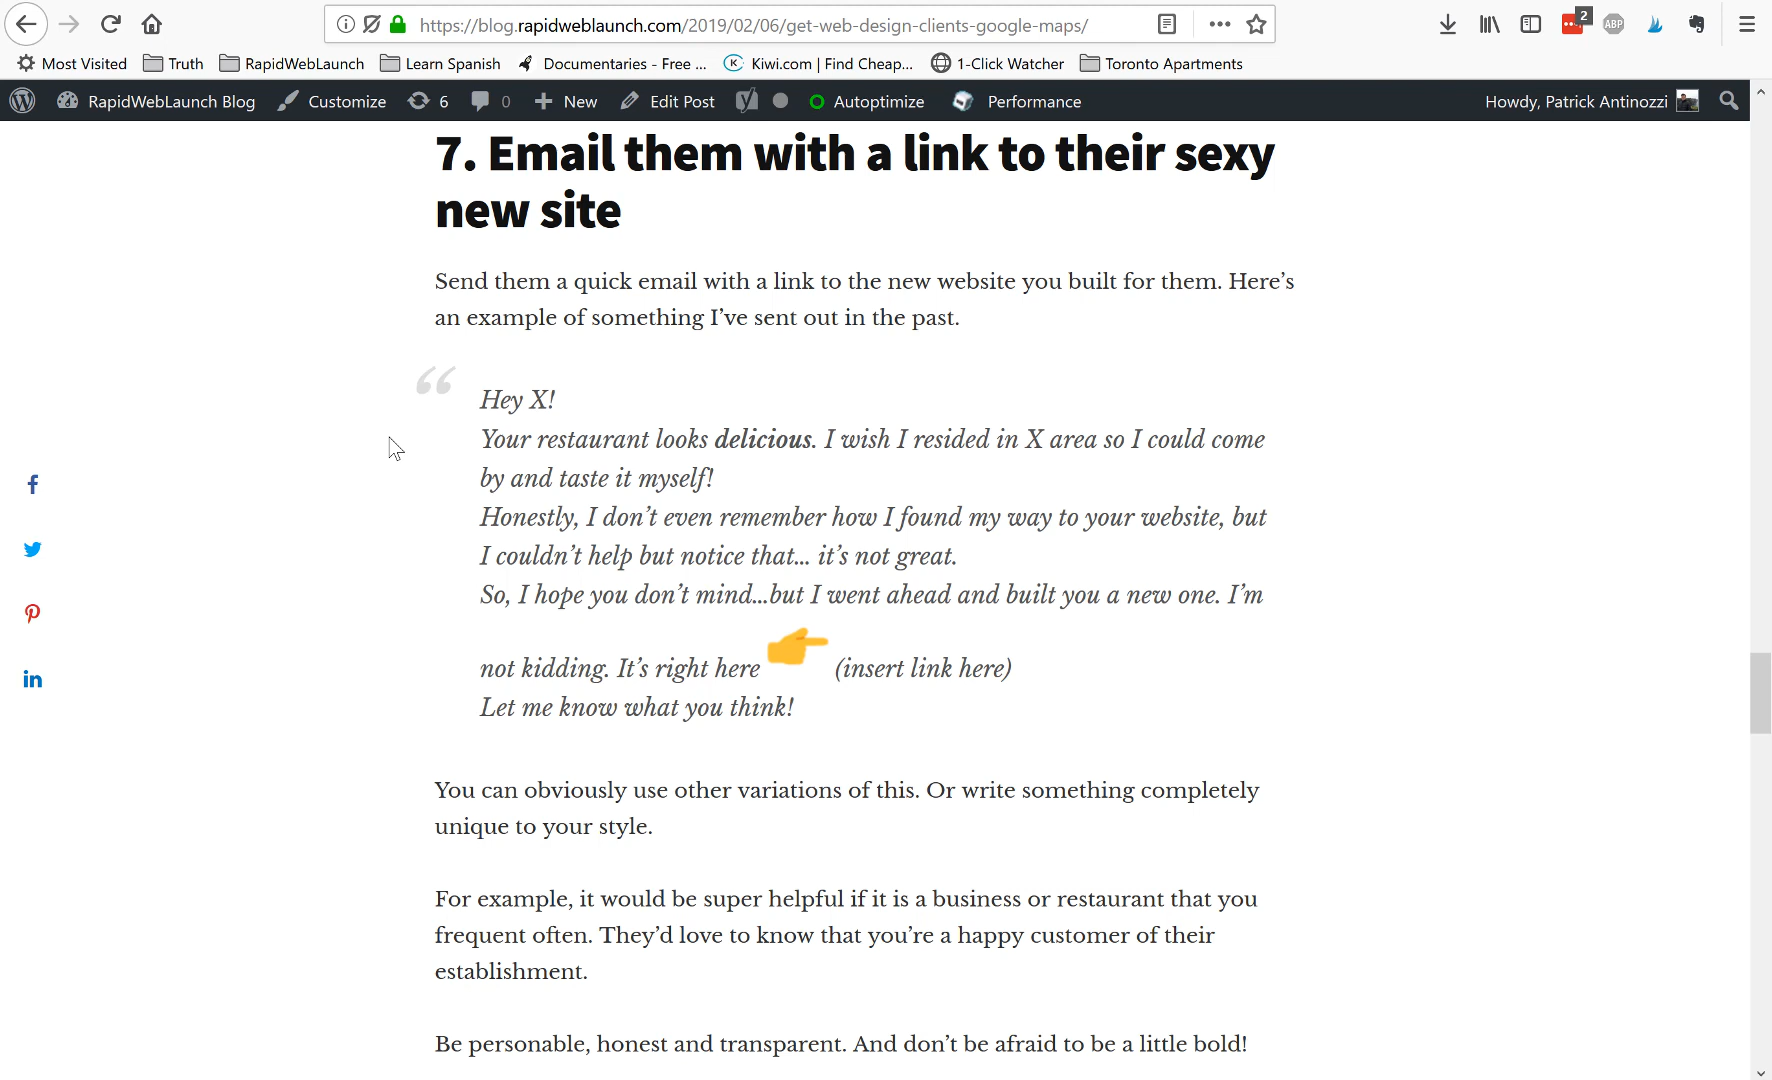 https://blog.rapidweblaunch.com/2019/02/06/get-web-design-clients-google-maps/
2
ABP
Most Visited Truth RapidWebLaunch Learn Spanish Documentaries - Free ... K Kiwi.com | Find Cheap... 1-Click Watcher Toronto Apartments
RapidWebLaunch Blog Customize 6 0 New Edit Post Autoptimize Performance Howdy, Patrick Antinozzi
7. Email them with a link to their sexy
new site
Send them a quick email with a link to the new website you built for them. Here’s
an example of something I’ve sent out in the past.
“
Hey X!
Your restaurant looks delicious. I wish I resided in X area so I could come
by and taste it myself!
Honestly, I don’t even remember how I found my way to your website, but
I couldn’t help but notice that... it’s not great.
So, I hope you don’t mind...but I went ahead and built you a new one. I’m
not kidding. It’s right here 👉 (insert link here)
Let me know what you think!
You can obviously use other variations of this. Or write something completely
unique to your style.
For example, it would be super helpful if it is a business or restaurant that you
frequent often. They’d love to know that you’re a happy customer of their
establishment.
Be personable, honest and transparent. And don’t be afraid to be a little bold!